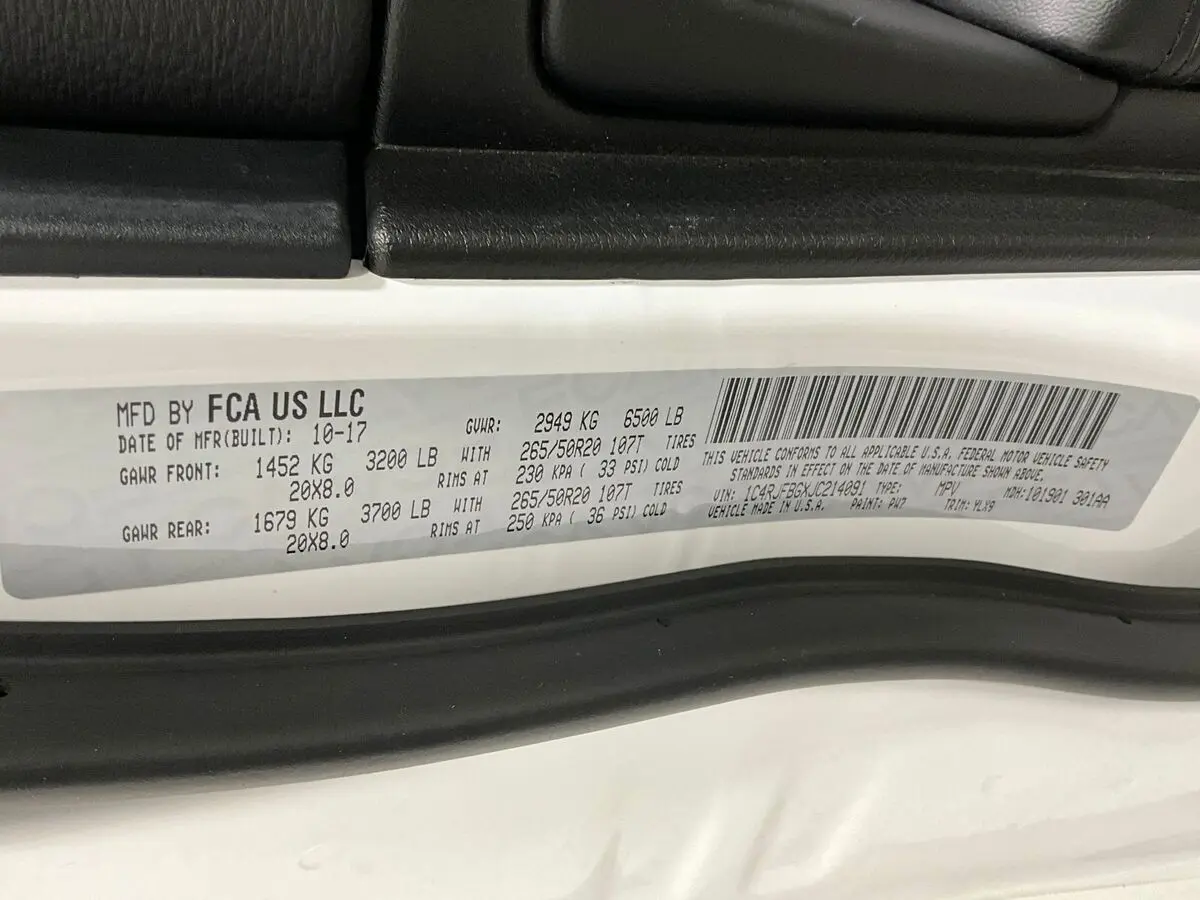 MFD BY FCA US LLC
DATE OF MFR(BUILT): 10-17
GVWR: 2949 KG 6500 LB
GAWR FRONT: 1452 KG 3200 LB WITH 265/50R20 107T TIRES
20X8.0 RIMS AT 230 KPA ( 33 PSI) COLD
GAWR REAR: 1679 KG 3700 LB WITH 265/50R20 107T TIRES
20X8.0 RIMS AT 250 KPA ( 36 PSI) COLD
THIS VEHICLE CONFORMS TO ALL APPLICABLE U.S.A. FEDERAL MOTOR VEHICLE SAFETY
STANDARDS IN EFFECT ON THE DATE OF MANUFACTURE SHOWN ABOVE.
VIN: 1C4RJFBGXJC214091 TYPE: MPV MDH:101901 301AA
VEHICLE MADE IN U.S.A. PAINT: PW7 TRIM: YLX9